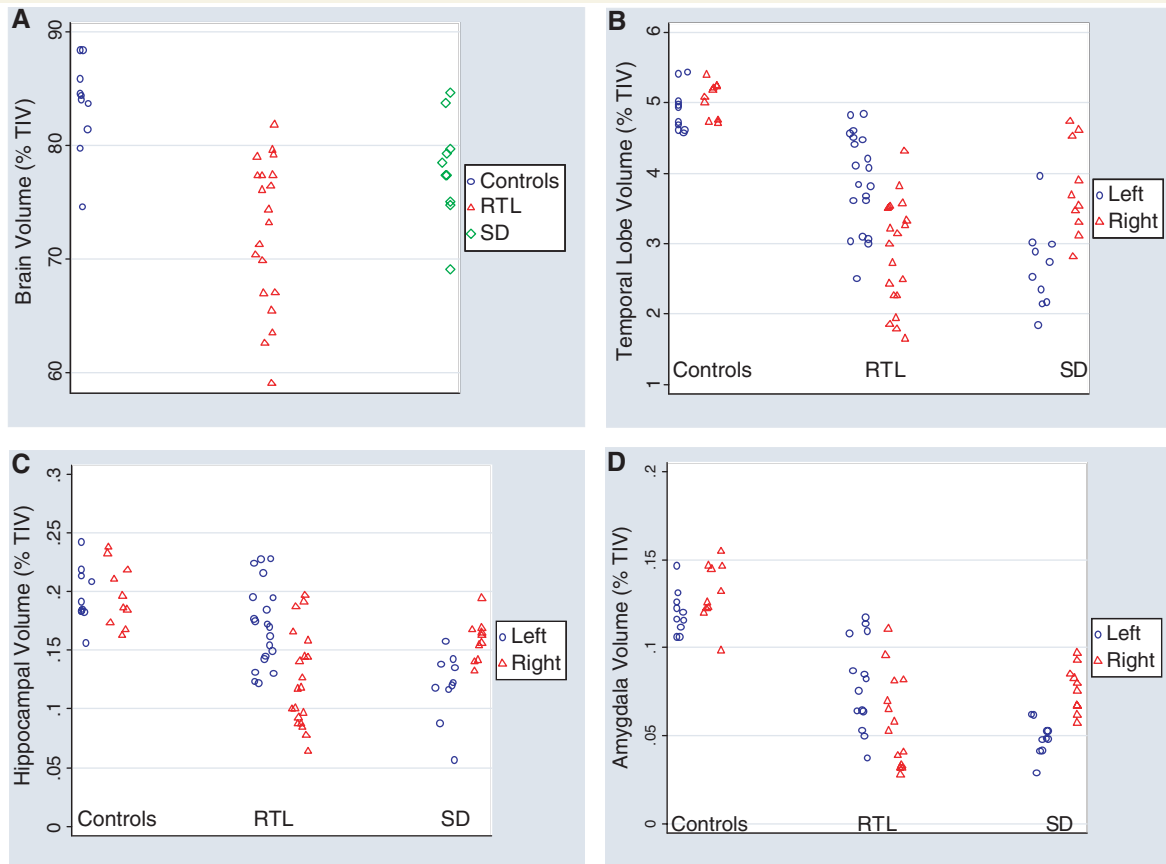 A
Brain Volume (% TIV)
90
80
70
60
Controls
RTL
SD
B
Temporal Lobe Volume (% TIV)
6
5
4
3
2
1
Controls RTL SD
Left
Right
C
Hippocampal Volume (% TIV)
.3
.25
.2
.15
.1
.05
0
Controls RTL SD
Left
Right
D
Amygdala Volume (% TIV)
.2
.15
.1
.05
0
Controls RTL SD
Left
Right